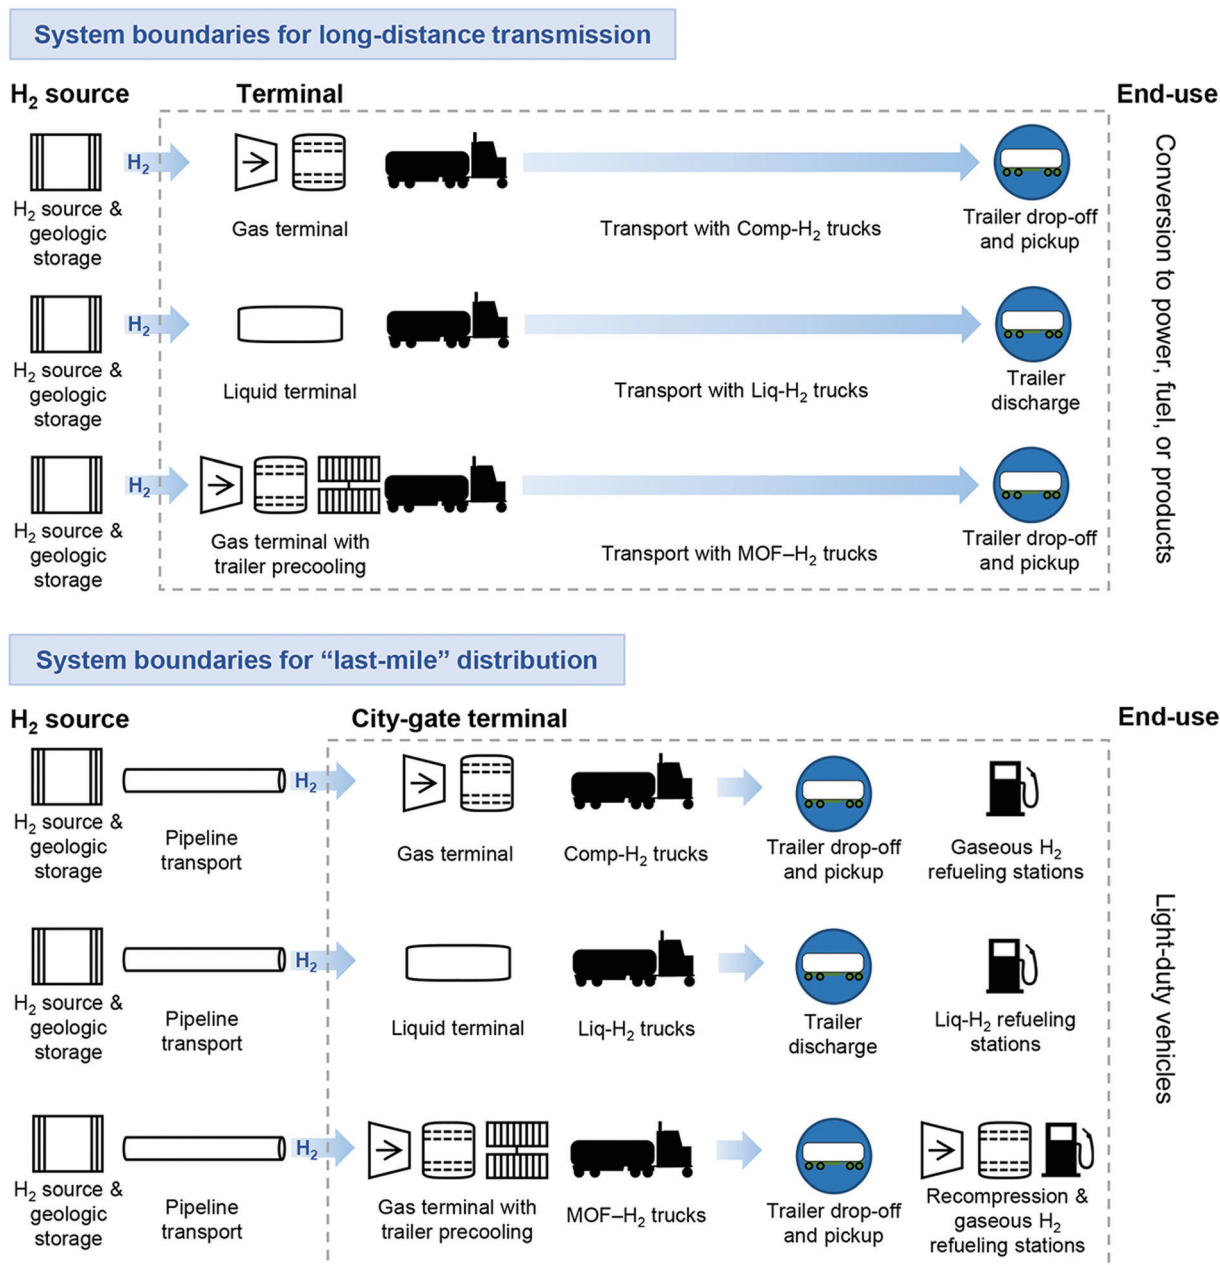 System boundaries for long-distance transmission
H₂ source
Terminal
End-use
H₂
H₂ source &
geologic
storage
Gas terminal
Transport with Comp-H₂ trucks
Trailer drop-off
and pickup
H₂
H₂ source &
geologic
storage
Liquid terminal
Transport with Liq-H₂ trucks
Trailer
discharge
H₂
H₂ source &
geologic
storage
Gas terminal with
trailer precooling
Transport with MOF–H₂ trucks
Trailer drop-off
and pickup
Conversion to power, fuel, or products
System boundaries for “last-mile” distribution
H₂ source
City-gate terminal
End-use
H₂
H₂ source &
geologic
storage
Pipeline
transport
Gas terminal
Comp-H₂ trucks
Trailer drop-off
and pickup
Gaseous H₂
refueling stations
H₂
H₂ source &
geologic
storage
Pipeline
transport
Liquid terminal
Liq-H₂ trucks
Trailer
discharge
Liq-H₂ refueling
stations
H₂
H₂ source &
geologic
storage
Pipeline
transport
Gas terminal with
trailer precooling
MOF–H₂ trucks
Trailer drop-off
and pickup
Recompression &
gaseous H₂
refueling stations
Light-duty vehicles